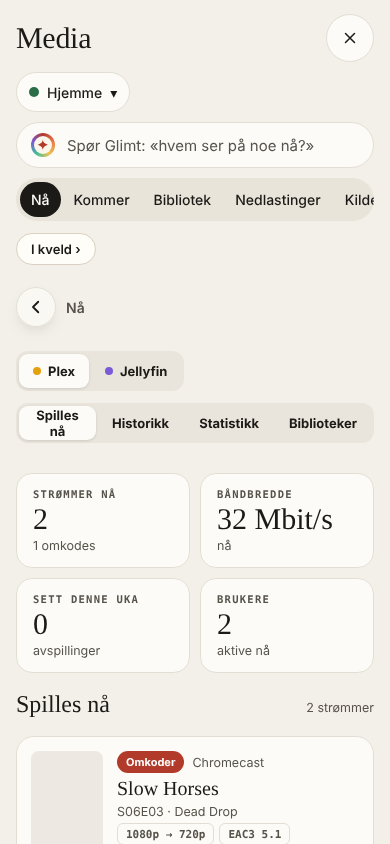 Media
Hjemme ▾
Spør Glimt: «hvem ser på noe nå?»
Nå Kommer Bibliotek Nedlastinger Kilde
I kveld ›
Nå
Plex Jellyfin
Spilles nå Historikk Statistikk Biblioteker
STRØMMER NÅ
2
1 omkodes
BÅNDBREDDE
32 Mbit/s
nå
SETT DENNE UKA
0
avspillinger
BRUKERE
2
aktive nå
Spilles nå 2 strømmer
Omkoder Chromecast
Slow Horses
S06E03 · Dead Drop
1080p → 720p EAC3 5.1